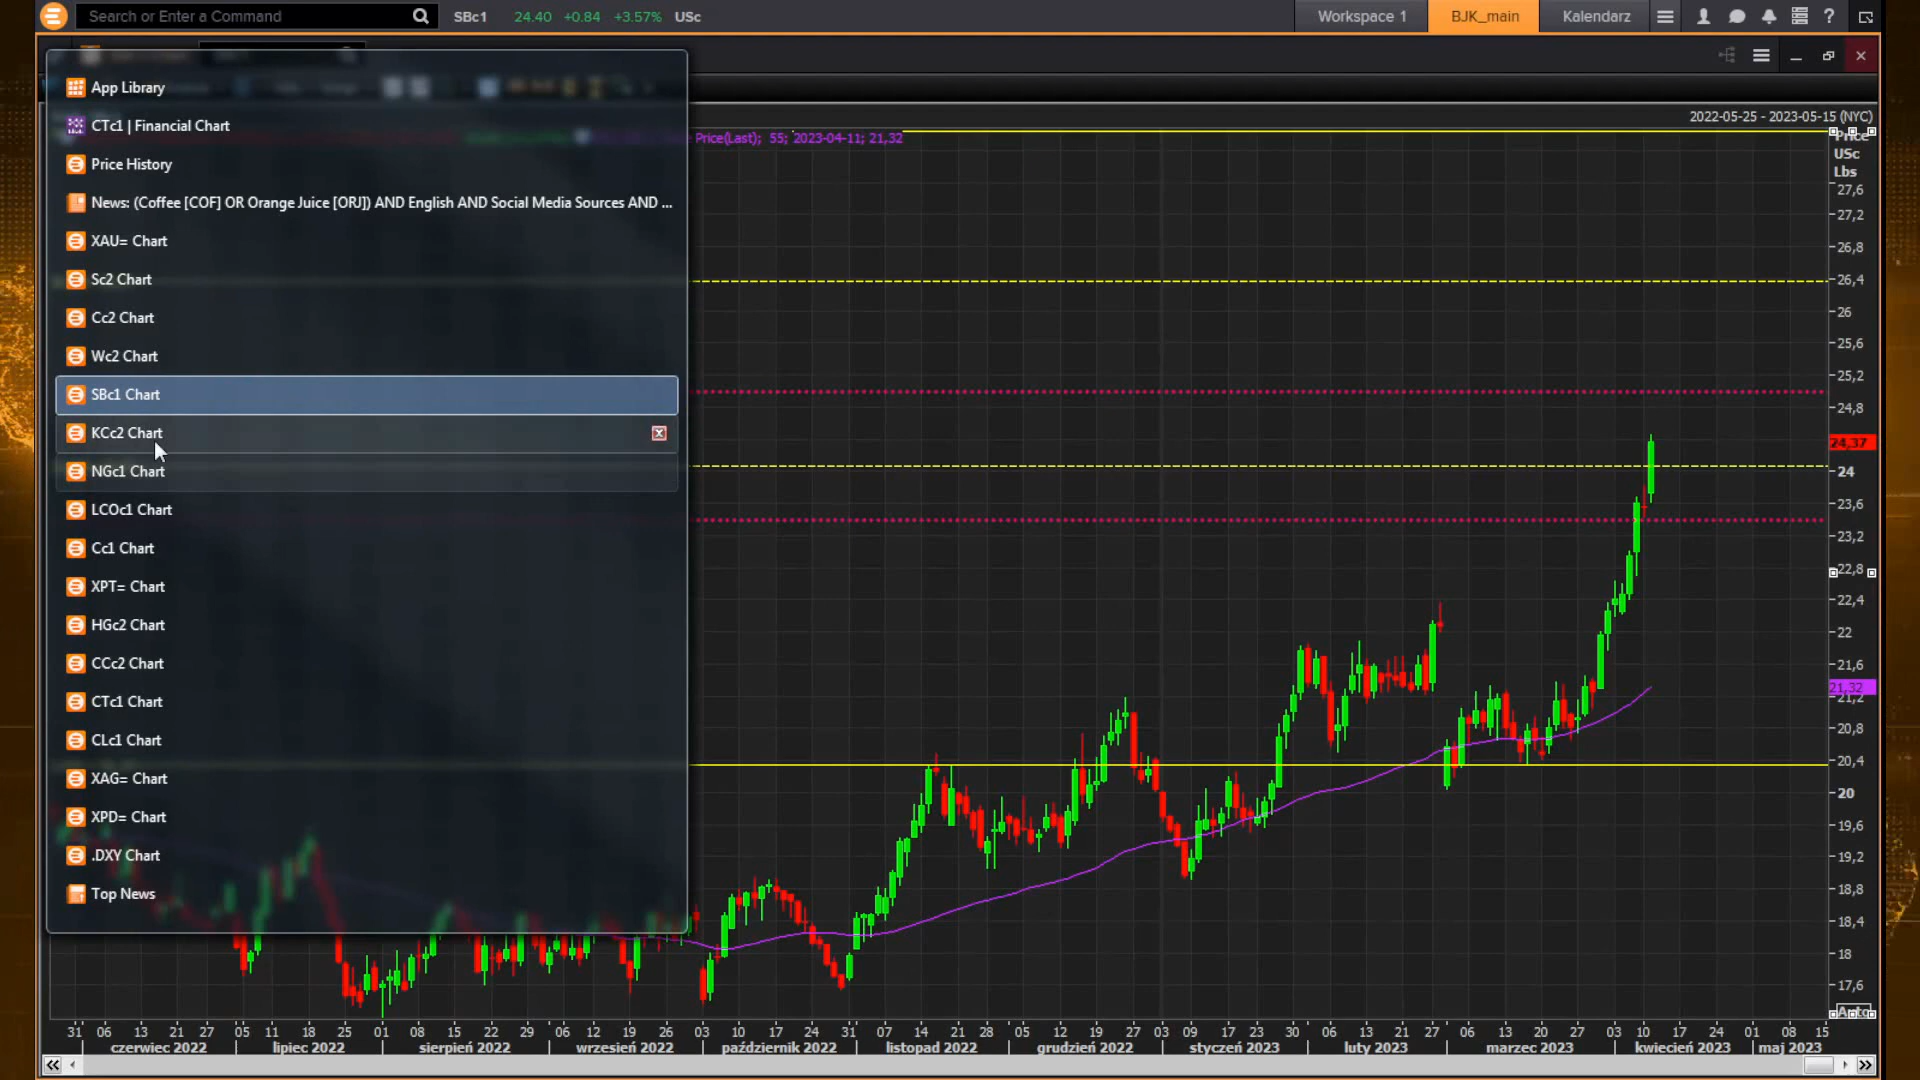 Search or Enter a Command
SBc1 24.40 +0.84 +3.57% USc
Workspace 1 BJK_main Kalendarz
?
App Library
CTc1 | Financial Chart
Price History
News: (Coffee [COF] OR Orange Juice [ORJ]) AND English AND Social Media Sources AND ...
XAU= Chart
Sc2 Chart
Cc2 Chart
Wc2 Chart
SBc1 Chart
KCc2 Chart
NGc1 Chart
LCOc1 Chart
Cc1 Chart
XPT= Chart
HGc2 Chart
CCc2 Chart
CTc1 Chart
CLc1 Chart
XAG= Chart
XPD= Chart
.DXY Chart
Top News
2022-05-25 - 2023-05-15 (NYC)
Price(Last); 55; 2023-04-11; 21,32
Price
USc
Lbs
27,6
27,2
26,8
26,4
26
25,6
25,2
24,8
24,37
24
23,6
23,2
22,8
22,4
22
21,6
21,32
21,2
20,8
20,4
20
19,6
19,2
18,8
18,4
18
17,6
Auto
31 06 13 21 27 05 11 18 25 01 08 15 22 29 06 12 19 26 03 10 17 24 31 07 14 21 28 05 12 19 27 03 09 17 23 30 06 13 21 27 06 13 20 27 03 10 17 24 01 08 15
czerwiec 2022 lipiec 2022 sierpień 2022 wrzesień 2022 październik 2022 listopad 2022 grudzień 2022 styczeń 2023 luty 2023 marzec 2023 kwiecień 2023 maj 2023